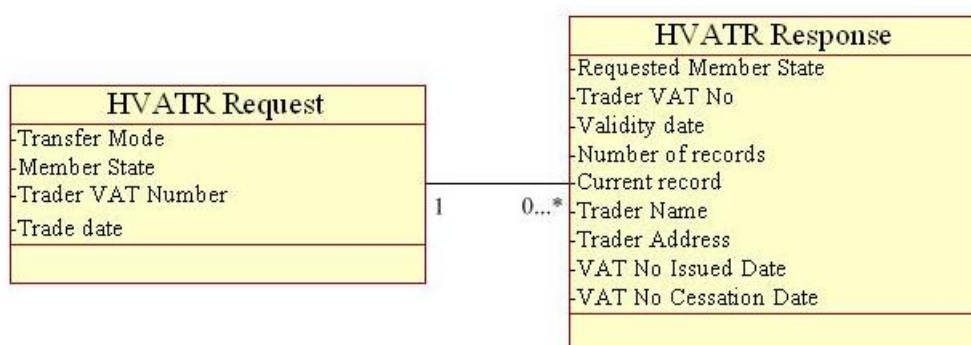 HVATR Request
-Transfer Mode
-Member State
-Trader VAT Number
-Trade date
1
0...*
HVATR Response
-Requested Member State
-Trader VAT No
-Validity date
-Number of records
-Current record
-Trader Name
-Trader Address
-VAT No Issued Date
-VAT No Cessation Date